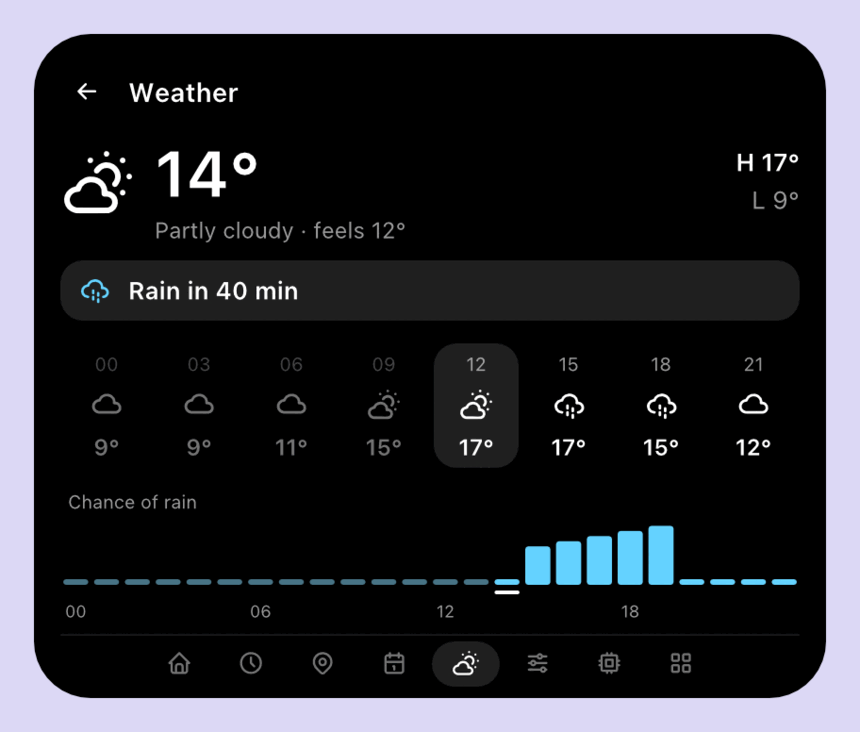 Weather
14°
H 17°
L 9°
Partly cloudy · feels 12°
Rain in 40 min
00 03 06 09 12 15 18 21
9° 9° 11° 15° 17° 17° 15° 12°
Chance of rain
00 06 12 18
1